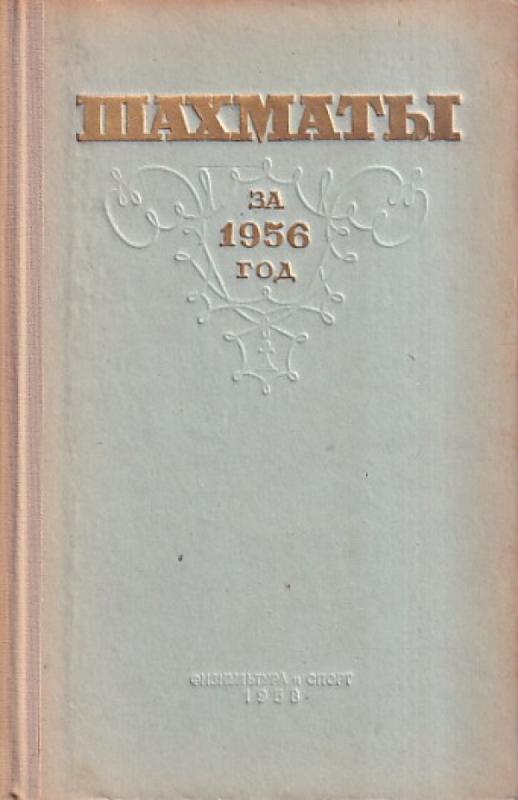 ШАХМАТЫ
ЗА
1956
ГОД
ФИЗКУЛЬТУРА и СПОРТ
1958